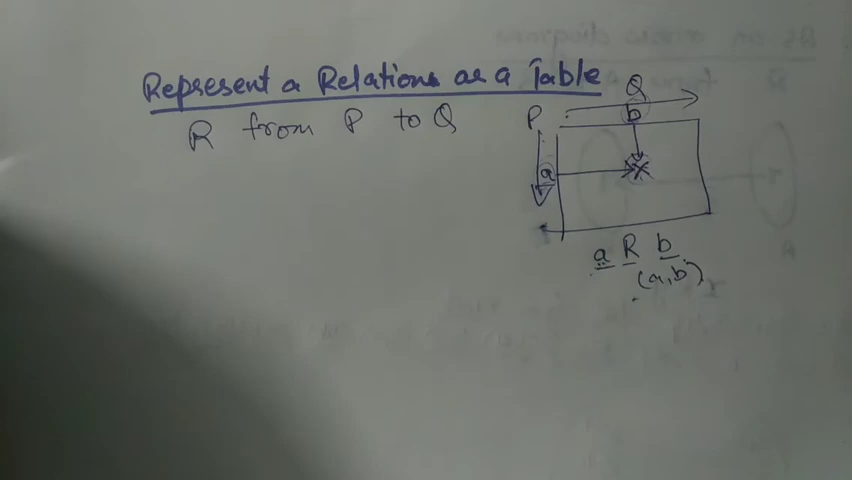 Represent a Relations as a Table
R from P to Q
Q
P b
a
a R b
(a,b)